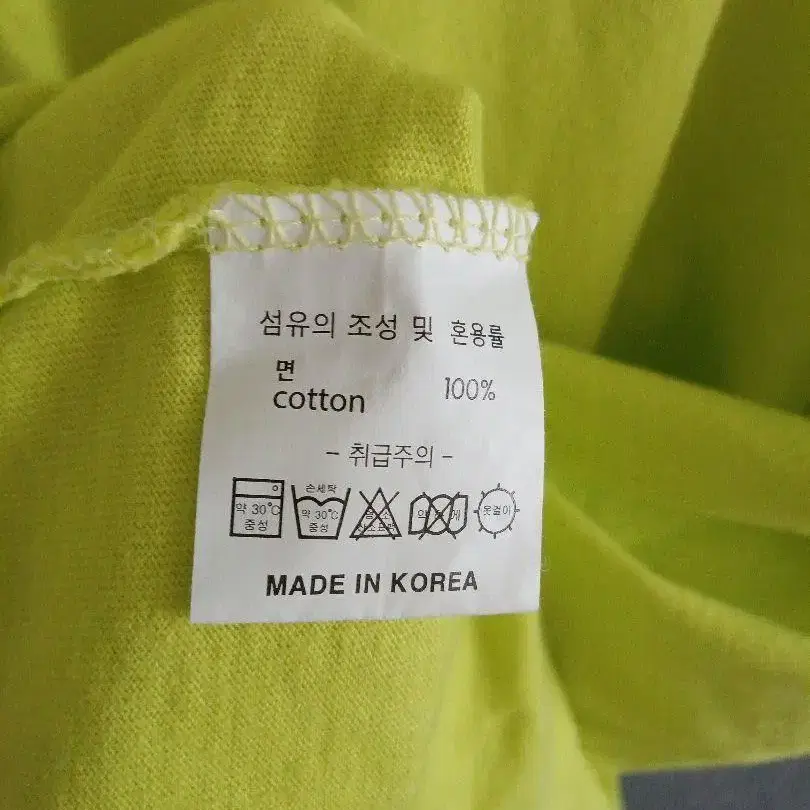 섬유의 조성 및 혼용률
면
cotton 100%
- 취급주의 -
약 30℃
중성
손세탁
약 30℃
중성
옷걸이
MADE IN KOREA